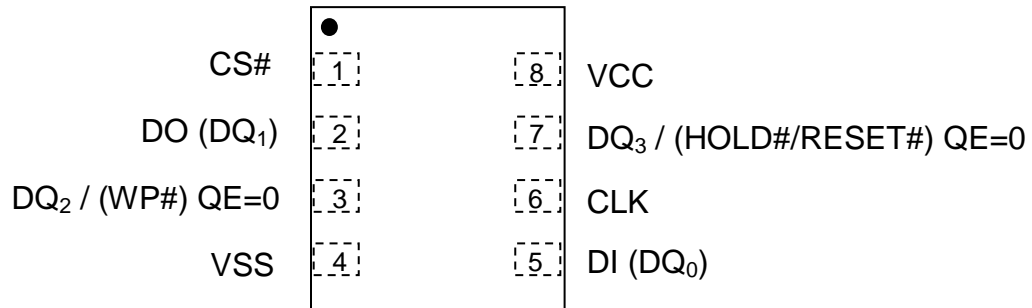 CS# 1 8 VCC
DO (DQ₁) 2 7 DQ₃ / (HOLD#/RESET#) QE=0
DQ₂ / (WP#) QE=0 3 6 CLK
VSS 4 5 DI (DQ₀)